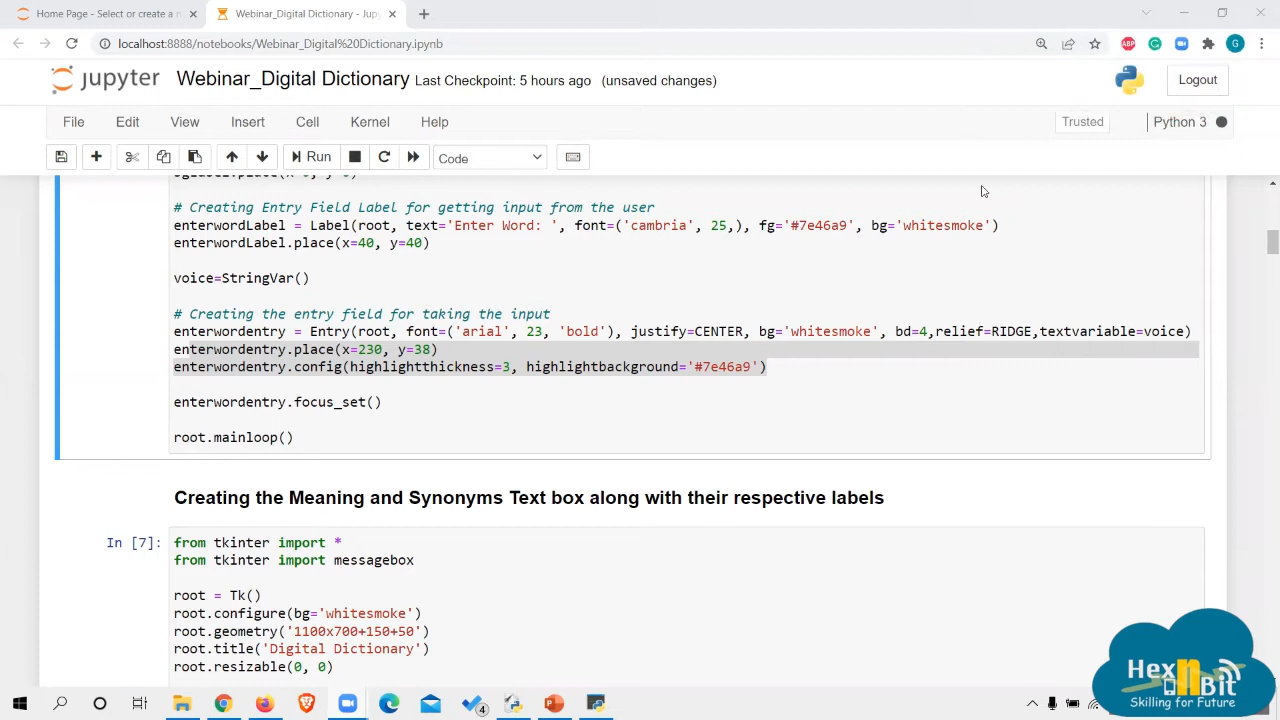 Home Page - Select or create a n
Webinar_Digital Dictionary - Jup
localhost:8888/notebooks/Webinar_Digital%20Dictionary.ipynb
ABP
G
jupyter Webinar_Digital Dictionary Last Checkpoint: 5 hours ago (unsaved changes)
Logout
File Edit View Insert Cell Kernel Help
Trusted
Python 3
Run
Code
# Creating Entry Field Label for getting input from the user
enterwordLabel = Label(root, text='Enter Word: ', font=('cambria', 25,), fg='#7e46a9', bg='whitesmoke')
enterwordLabel.place(x=40, y=40)
voice=StringVar()
# Creating the entry field for taking the input
enterwordentry = Entry(root, font=('arial', 23, 'bold'), justify=CENTER, bg='whitesmoke', bd=4,relief=RIDGE,textvariable=voice)
enterwordentry.place(x=230, y=38)
enterwordentry.config(highlightthickness=3, highlightbackground='#7e46a9')
enterwordentry.focus_set()
root.mainloop()
Creating the Meaning and Synonyms Text box along with their respective labels
In [7]:
from tkinter import *
from tkinter import messagebox
root = Tk()
root.configure(bg='whitesmoke')
root.geometry('1100x700+150+50')
root.title('Digital Dictionary')
root.resizable(0, 0)
Hex n Bit
Skilling for Future
4